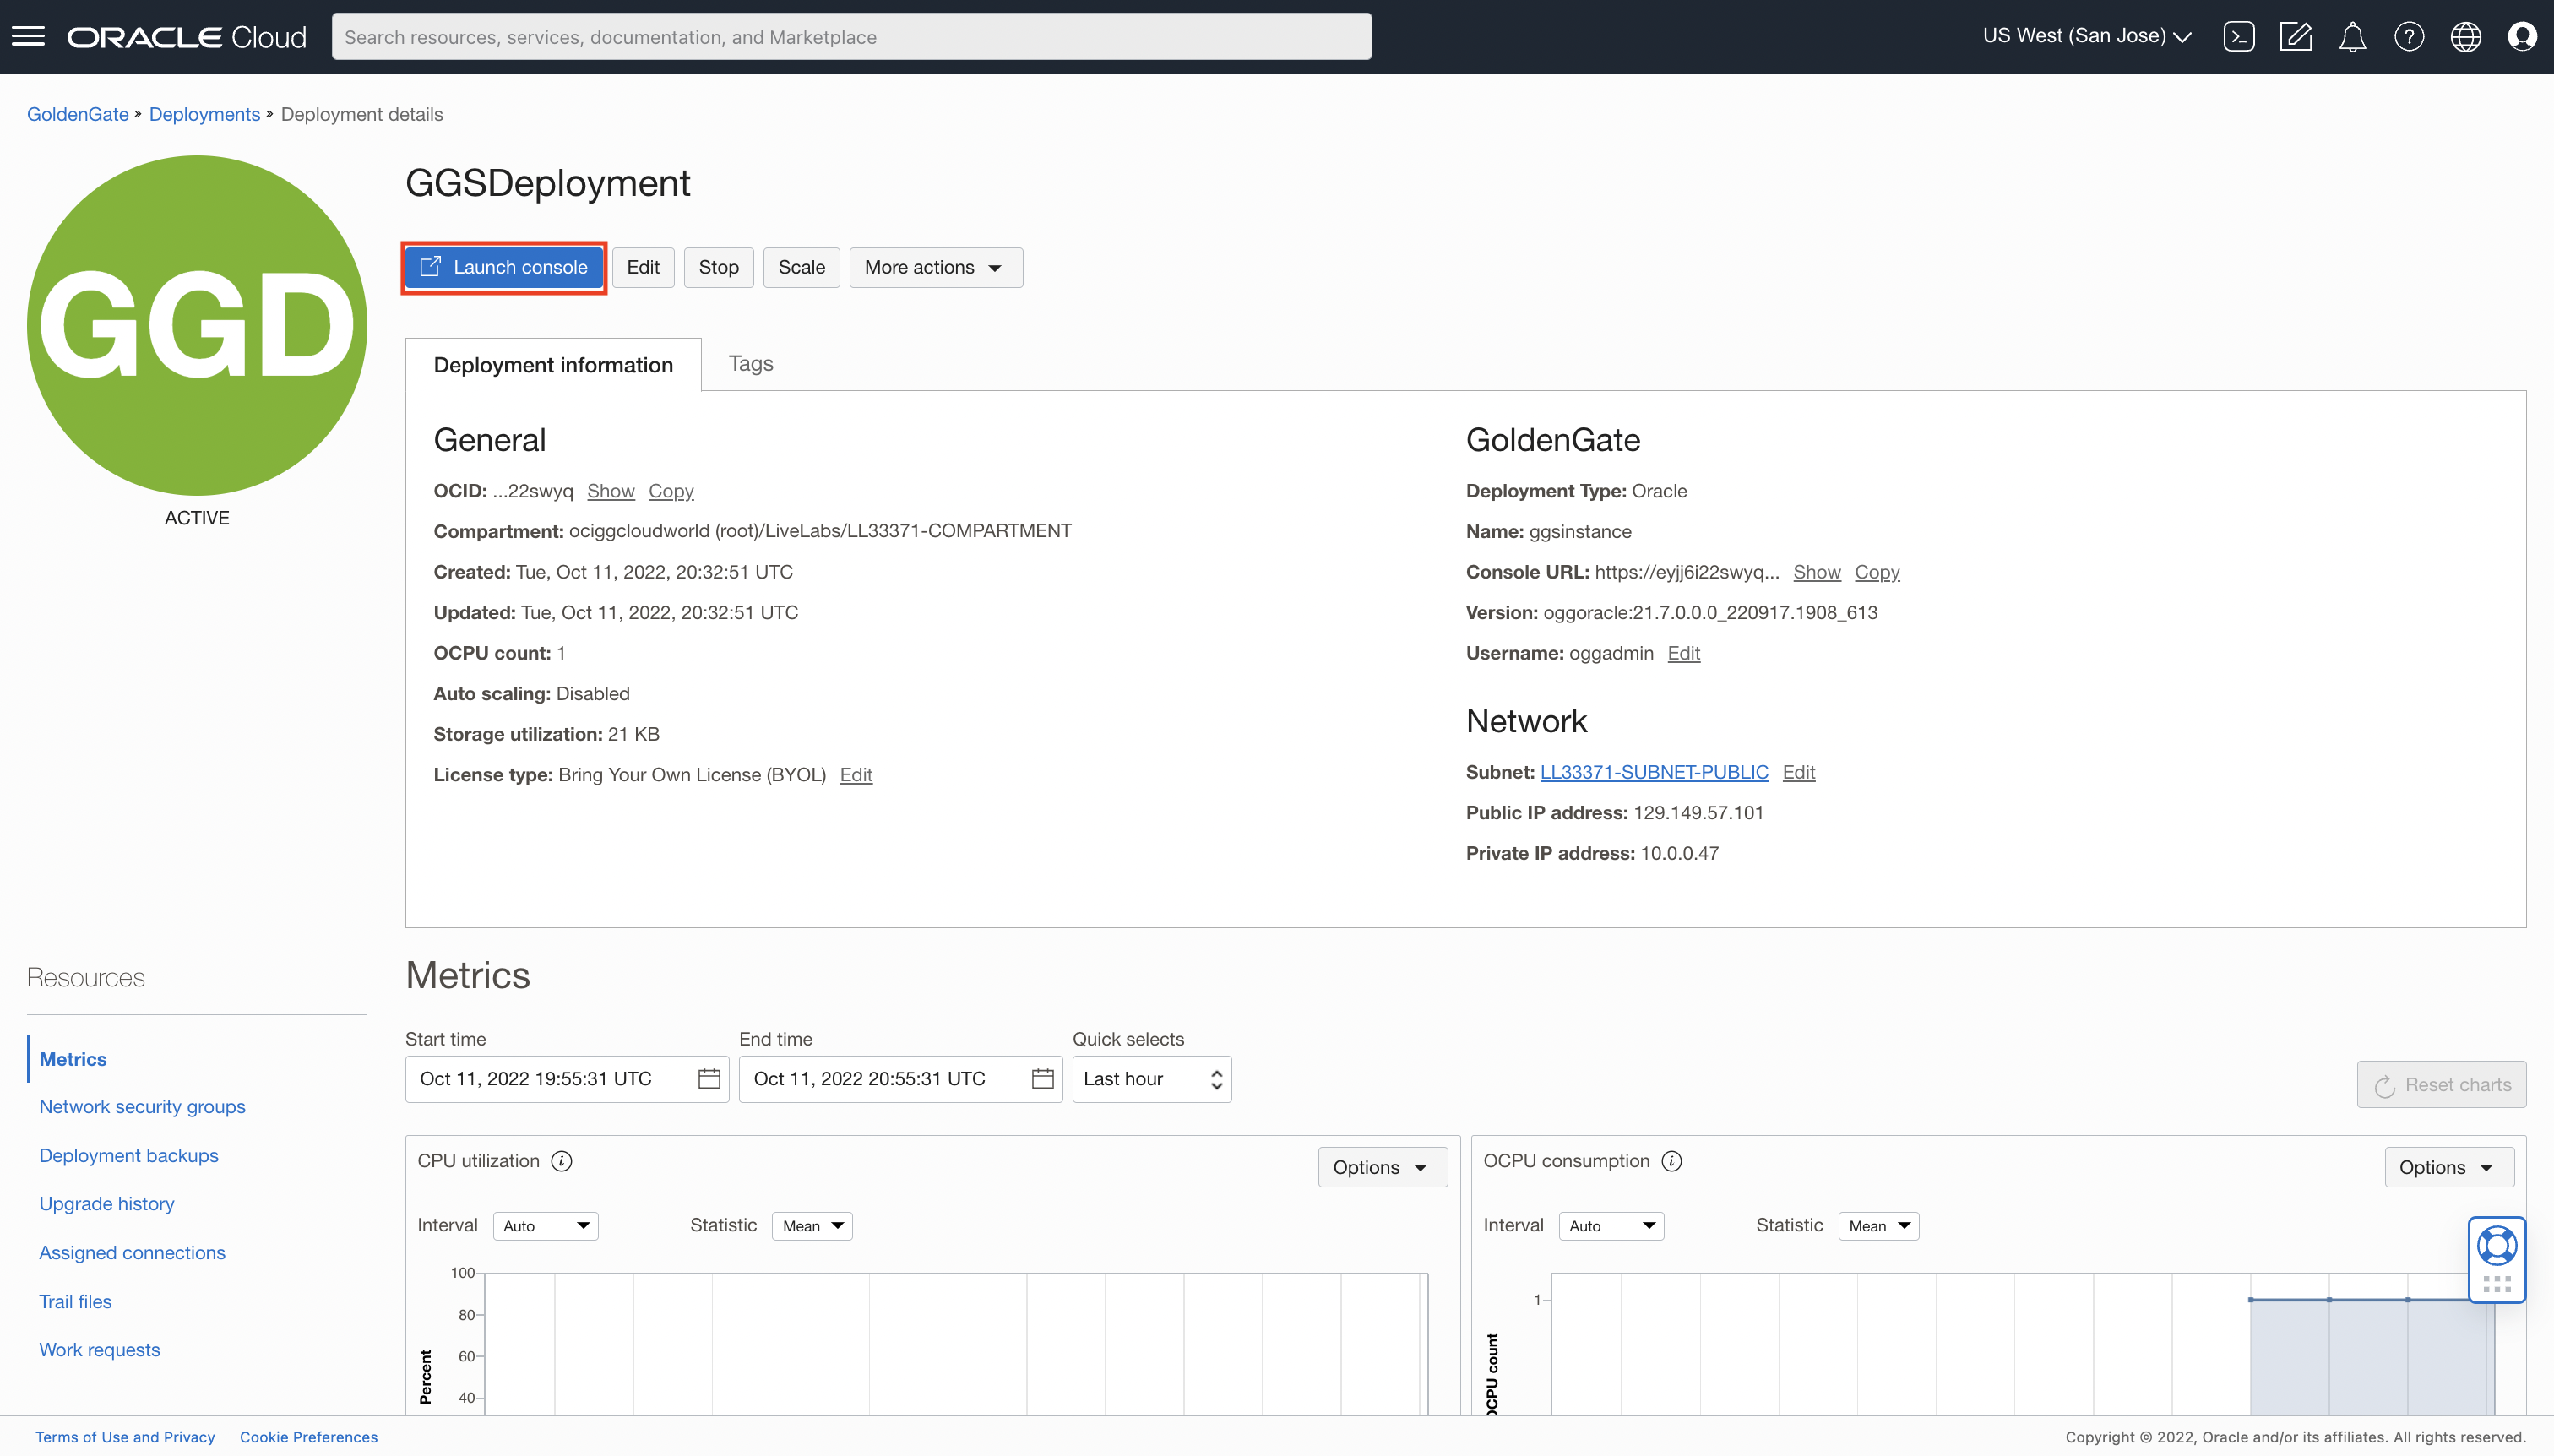 ORACLE Cloud
Search resources, services, documentation, and Marketplace
US West (San Jose)
GoldenGate » Deployments » Deployment details
GGD
ACTIVE
GGSDeployment
Launch console
Edit
Stop
Scale
More actions
Deployment information
Tags
General
OCID: ...22swyq Show Copy
Compartment: ociggcloudworld (root)/LiveLabs/LL33371-COMPARTMENT
Created: Tue, Oct 11, 2022, 20:32:51 UTC
Updated: Tue, Oct 11, 2022, 20:32:51 UTC
OCPU count: 1
Auto scaling: Disabled
Storage utilization: 21 KB
License type: Bring Your Own License (BYOL) Edit
GoldenGate
Deployment Type: Oracle
Name: ggsinstance
Console URL: https://eyjj6i22swyq... Show Copy
Version: oggoracle:21.7.0.0.0_220917.1908_613
Username: oggadmin Edit
Network
Subnet: LL33371-SUBNET-PUBLIC Edit
Public IP address: 129.149.57.101
Private IP address: 10.0.0.47
Resources
Metrics
Network security groups
Deployment backups
Upgrade history
Assigned connections
Trail files
Work requests
Metrics
Start time
Oct 11, 2022 19:55:31 UTC
End time
Oct 11, 2022 20:55:31 UTC
Quick selects
Last hour
Reset charts
CPU utilization
Options
Interval Auto
Statistic Mean
100
80
60
40
Percent
OCPU consumption
Options
Interval Auto
Statistic Mean
1
OCPU count
Terms of Use and Privacy
Cookie Preferences
Copyright © 2022, Oracle and/or its affiliates. All rights reserved.